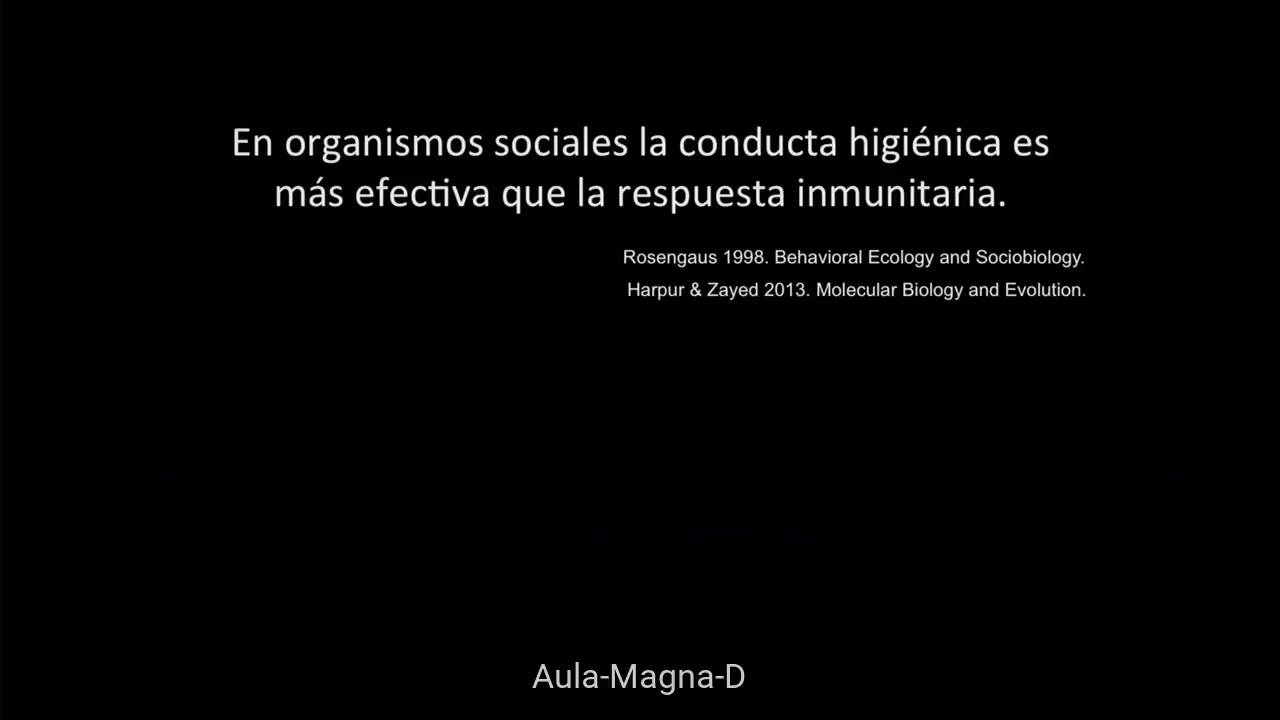 En organismos sociales la conducta higiénica es
más efectiva que la respuesta inmunitaria.
Rosengaus 1998. Behavioral Ecology and Sociobiology.
Harpur & Zayed 2013. Molecular Biology and Evolution.
Aula-Magna-D